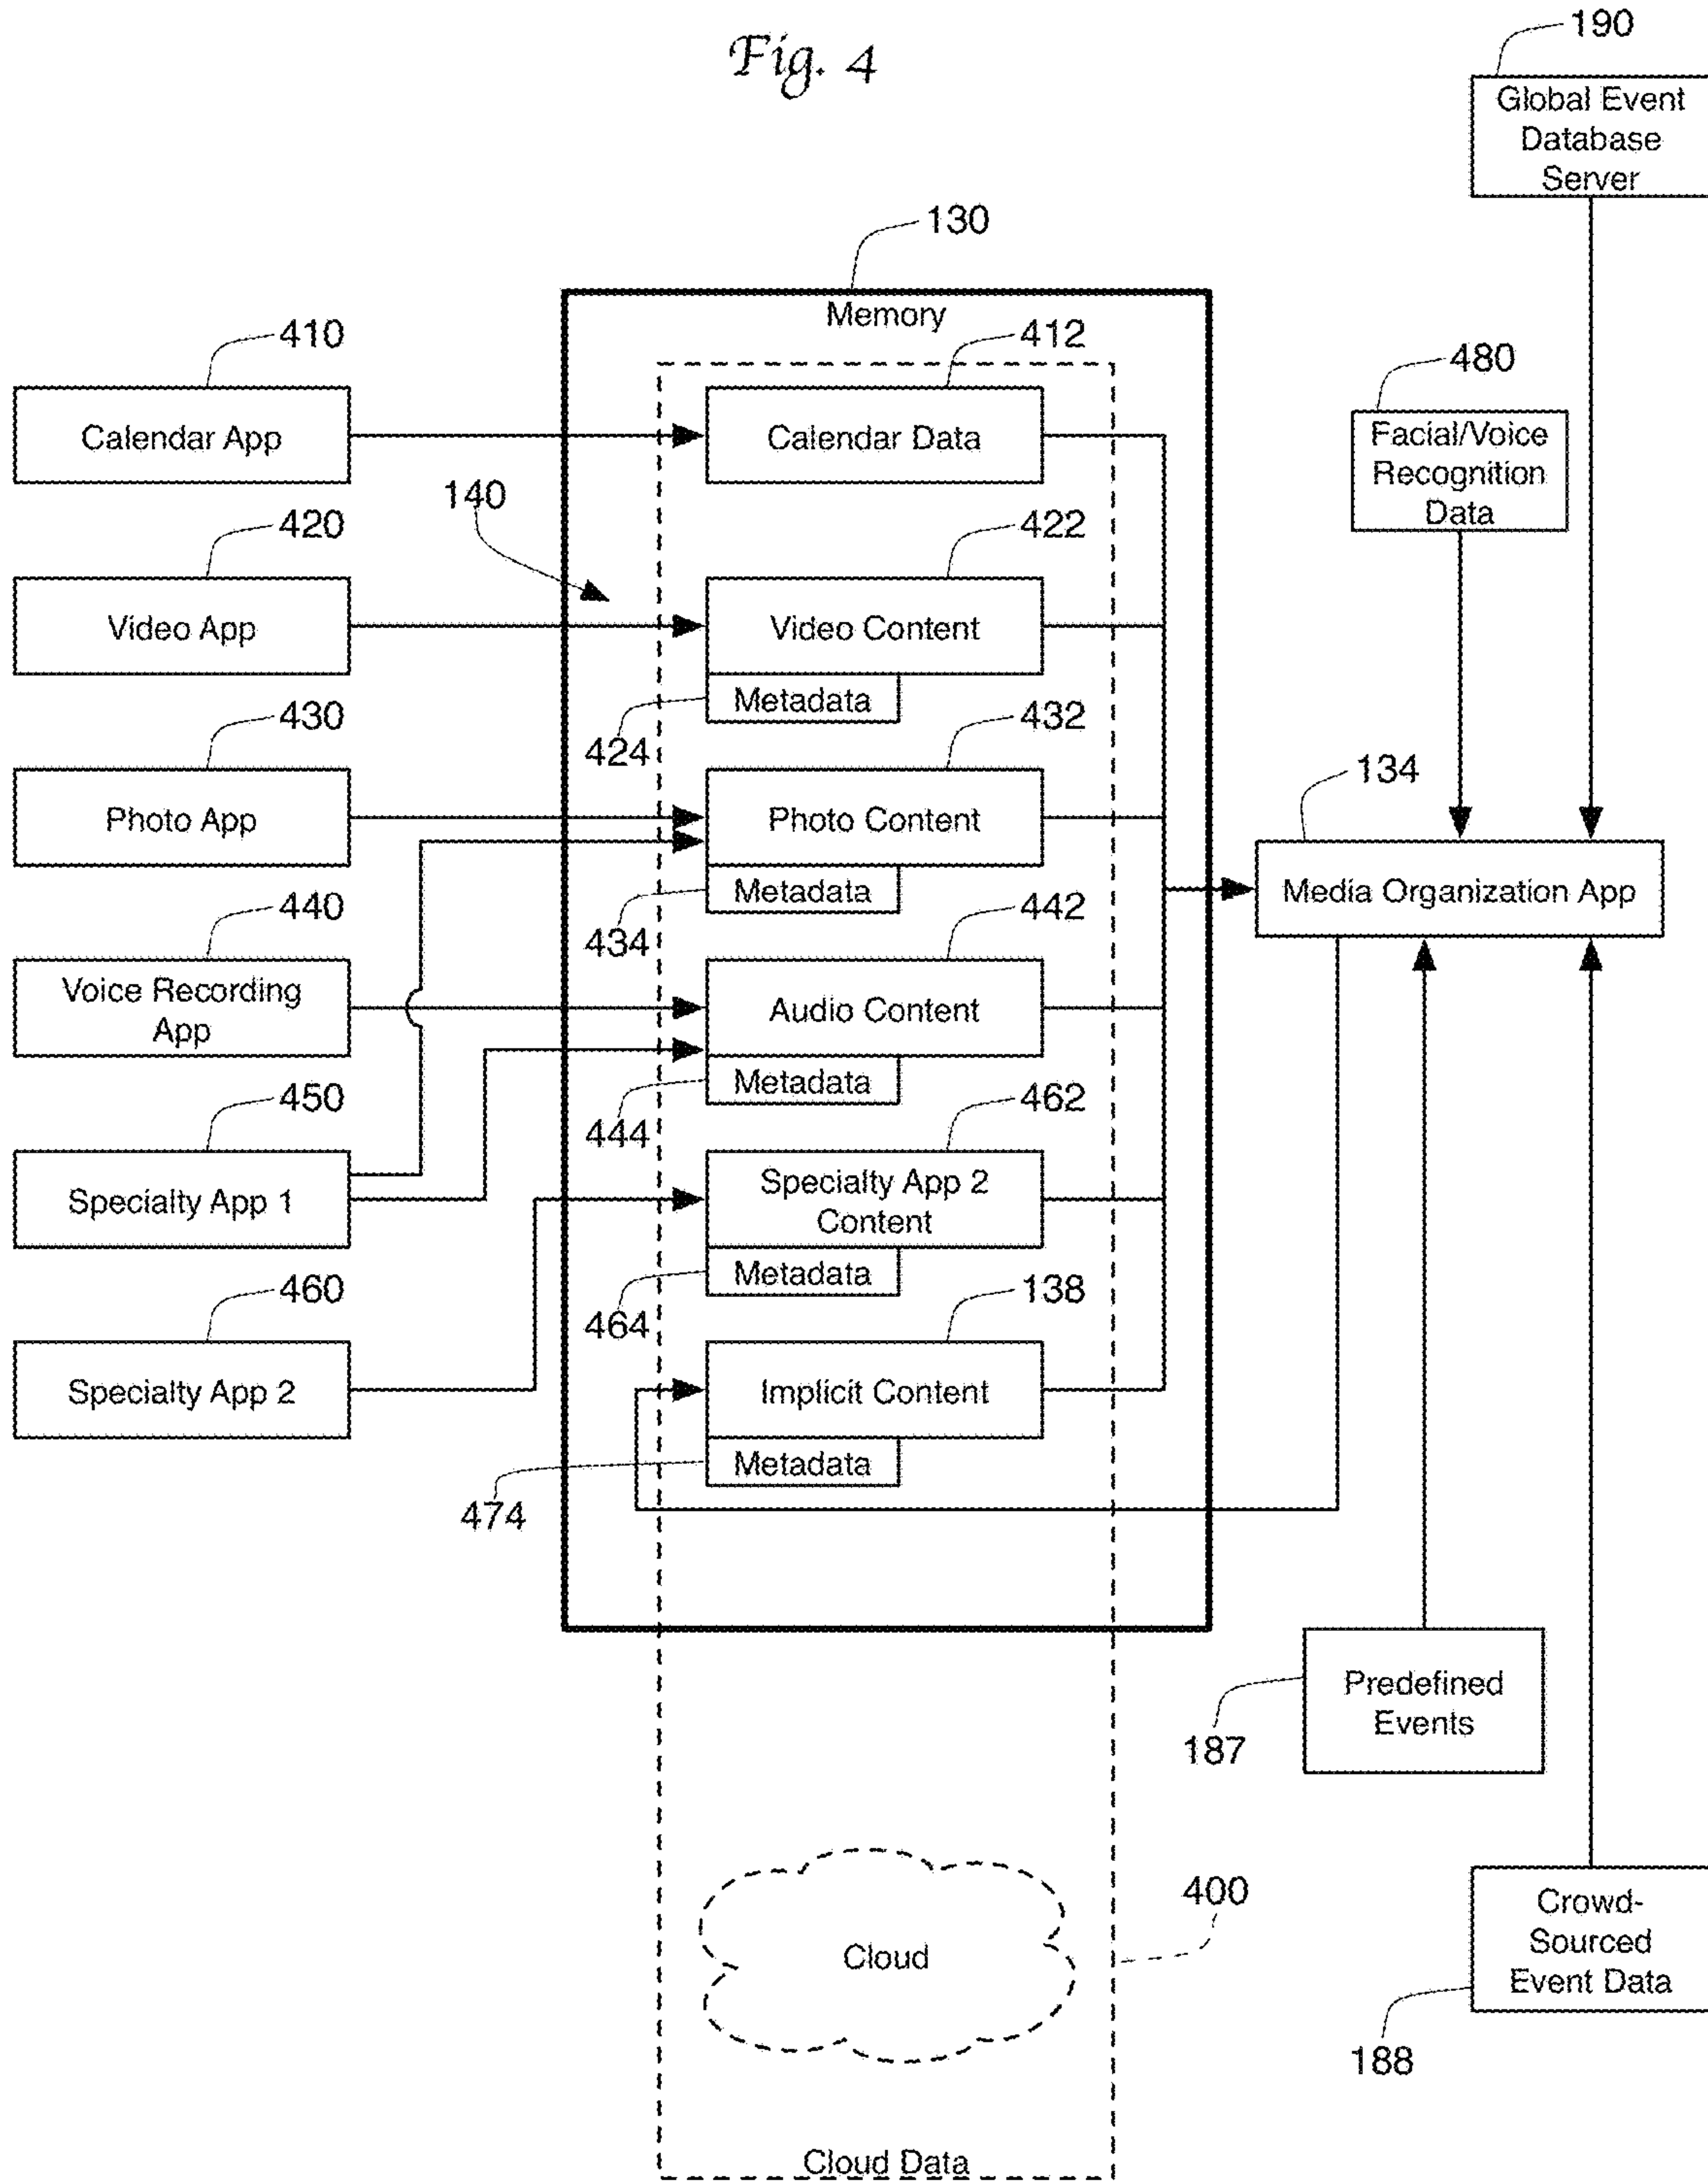 Fig. 4
190
Global Event
Database
Server
130
Memory
410
412
480
Calendar App
Calendar Data
Facial/Voice
Recognition
Data
140
420
422
Video App
Video Content
Metadata
424
430
432
134
Photo App
Photo Content
Metadata
434
Media Organization App
440
442
Voice Recording
App
Audio Content
Metadata
444
450
462
Specialty App 1
Specialty App 2
Content
Metadata
464
460
138
Specialty App 2
Implicit Content
Metadata
474
Predefined
Events
187
400
Cloud
Crowd-
Sourced
Event Data
188
Cloud Data